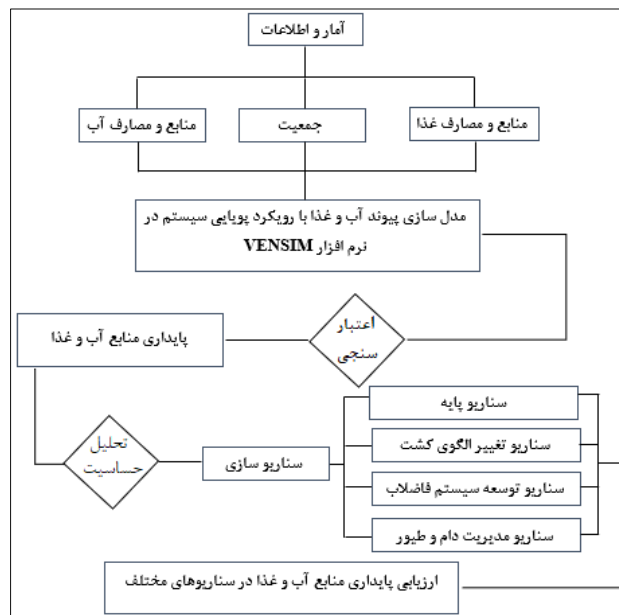 آمار و اطلاعات
منابع و مصارف غذا
جمعیت
منابع و مصارف آب
مدل سازی پیوند آب و غذا با رویکرد پویایی سیستم در
نرم افزار VENSIM
اعتبار
سنجی
پایداری منابع آب و غذا
تحلیل
حساسیت
سناریو سازی
سناریو پایه
سناریو تغییر الگوی کشت
سناریو توسعه سیستم فاضلاب
سناریو مدیریت دام و طیور
ارزیابی پایداری منابع آب و غذا در سناریوهای مختلف